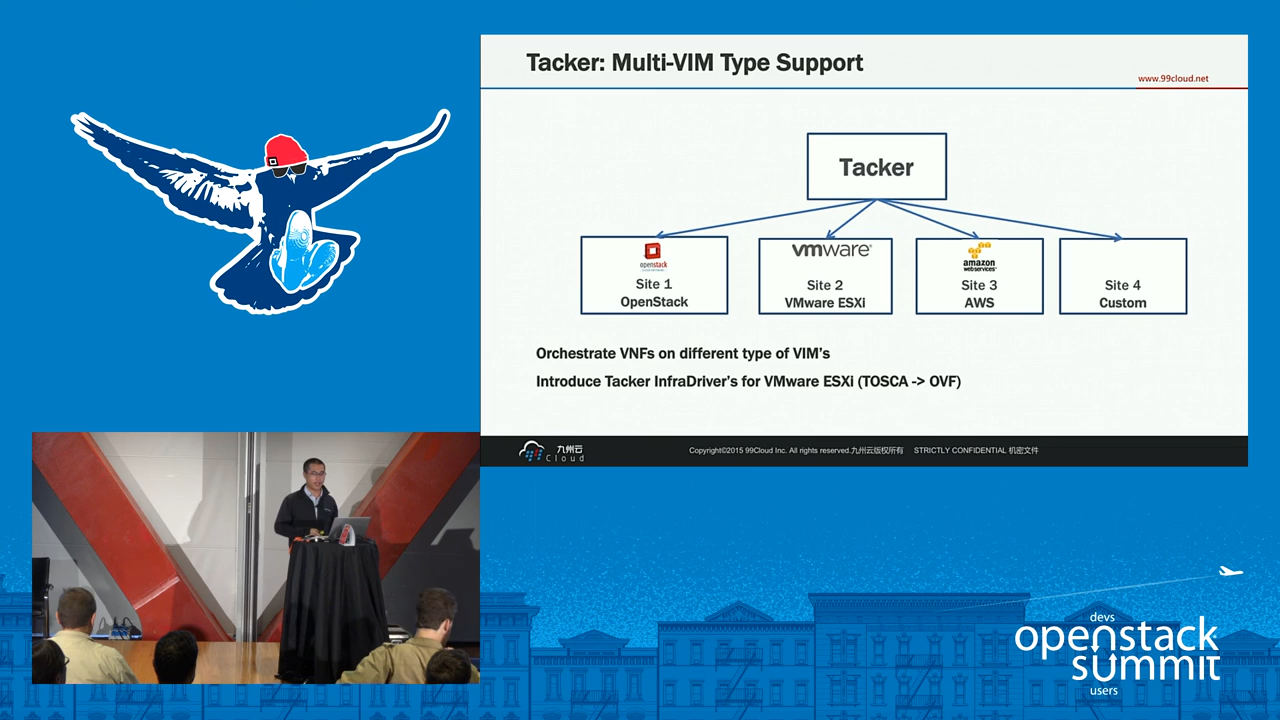 Tacker: Multi-VIM Type Support
www.99cloud.net
Tacker
openstack
Site 1
OpenStack
vmware®
Site 2
VMware ESXi
amazon
web services™
Site 3
AWS
Site 4
Custom
Orchestrate VNFs on different type of VIM's
Introduce Tacker InfraDriver's for VMware ESXi (TOSCA -> OVF)
九州云
Cloud
Copyright©2015 99Cloud Inc. All rights reserved.九州云版权所有 STRICTLY CONFIDENTIAL 机密文件
devs
openstack
summit
users